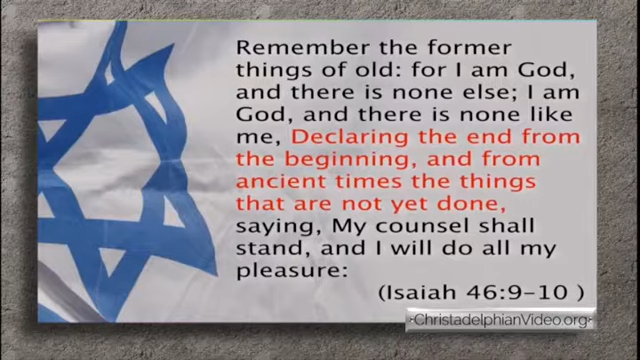 Remember the former
things of old: for I am God,
and there is none else; I am
God, and there is none like
me, Declaring the end from
the beginning, and from
ancient times the things
that are not yet done,
saying, My counsel shall
stand, and I will do all my
pleasure:
(Isaiah 46:9-10 )
-ChristadelphianVideo.org-